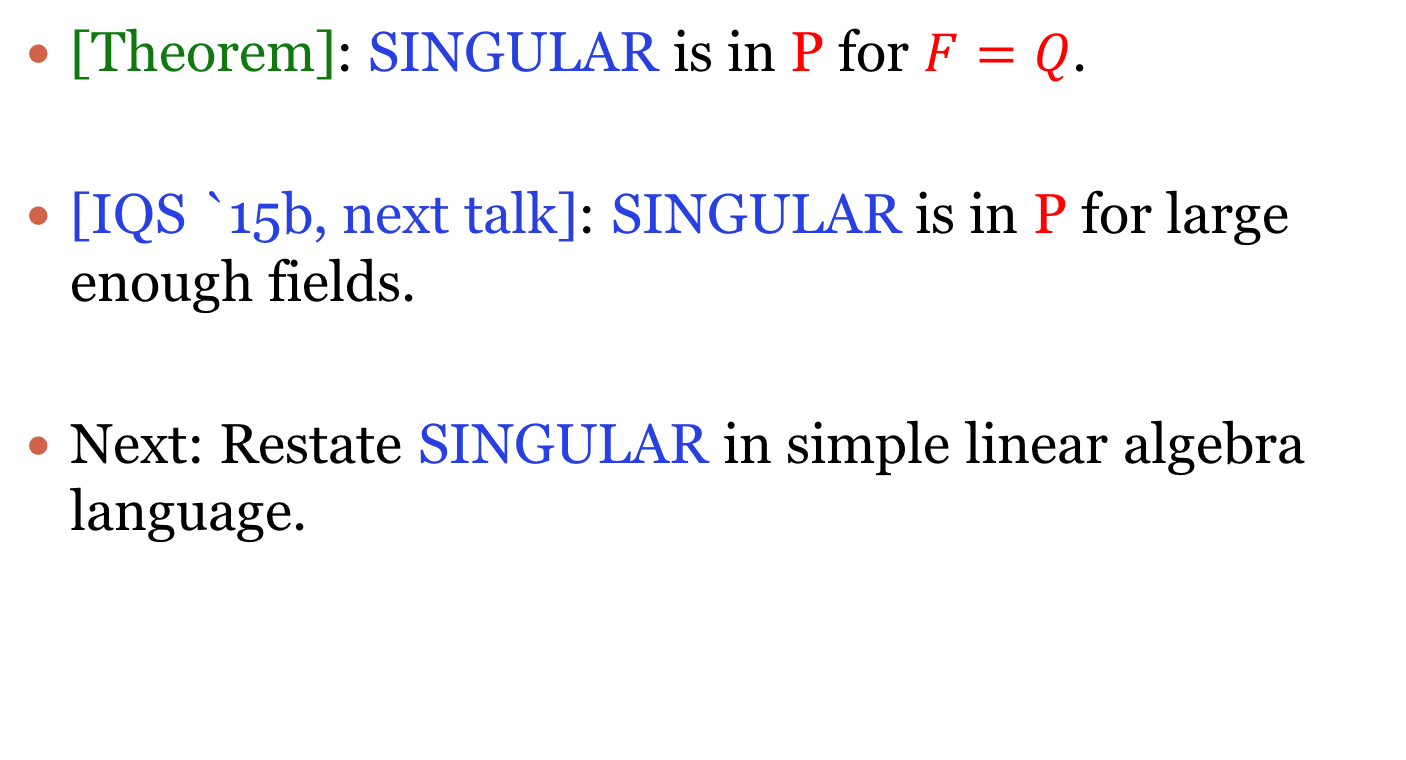 • [Theorem]: SINGULAR is in P for F = Q.
• [IQS `15b, next talk]: SINGULAR is in P for large
enough fields.
• Next: Restate SINGULAR in simple linear algebra
language.